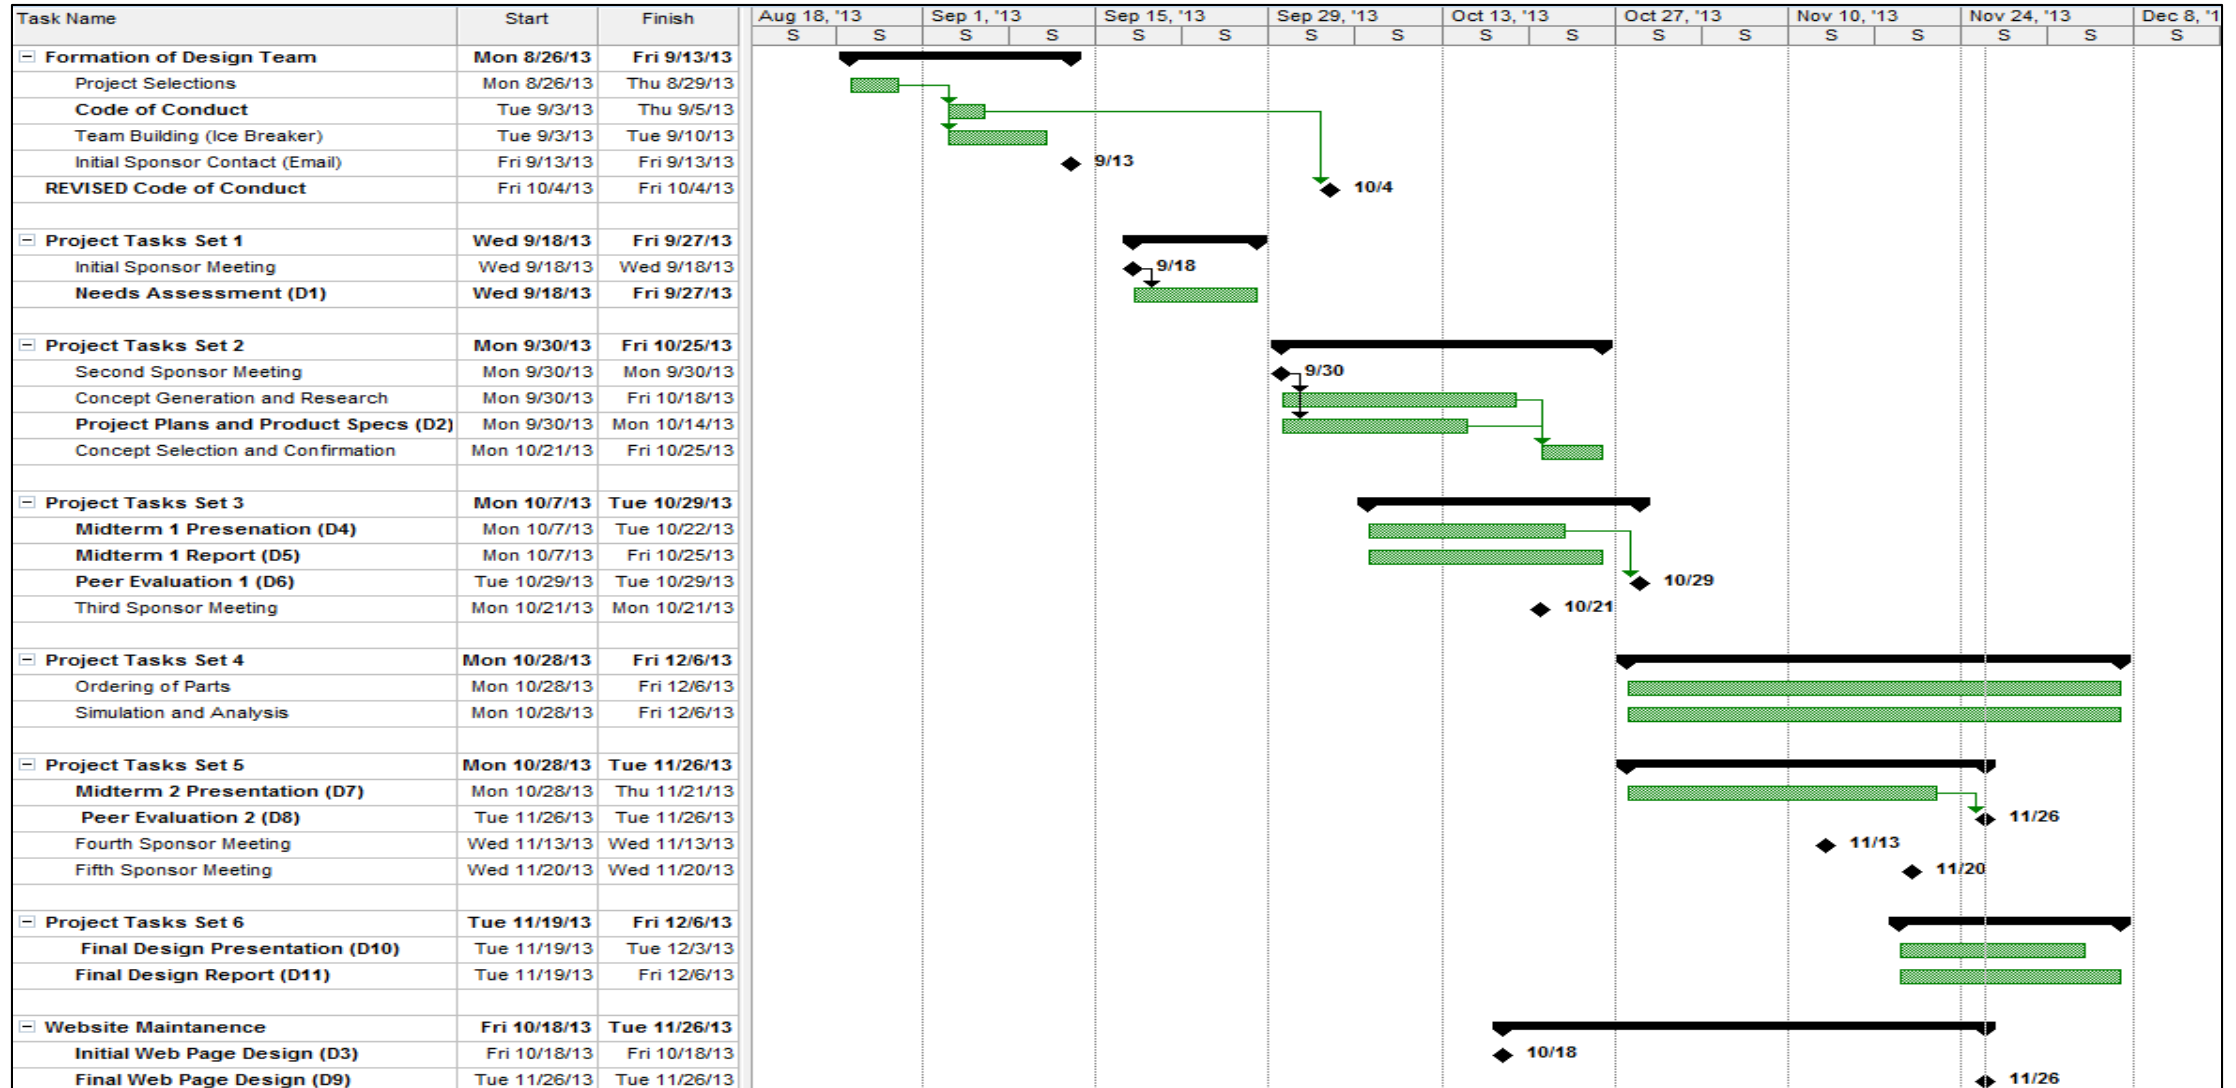 Task Name Start Finish Aug 18, '13 Sep 1, '13 Sep 15, '13 Sep 29, '13 Oct 13, '13 Oct 27, '13 Nov 10, '13 Nov 24, '13 Dec 8, '1
S S S S S S S S S S S S S S S S S
Formation of Design Team Mon 8/26/13 Fri 9/13/13
Project Selections Mon 8/26/13 Thu 8/29/13
Code of Conduct Tue 9/3/13 Thu 9/5/13
Team Building (Ice Breaker) Tue 9/3/13 Tue 9/10/13
Initial Sponsor Contact (Email) Fri 9/13/13 Fri 9/13/13 9/13
REVISED Code of Conduct Fri 10/4/13 Fri 10/4/13 10/4
Project Tasks Set 1 Wed 9/18/13 Fri 9/27/13
Initial Sponsor Meeting Wed 9/18/13 Wed 9/18/13 9/18
Needs Assessment (D1) Wed 9/18/13 Fri 9/27/13
Project Tasks Set 2 Mon 9/30/13 Fri 10/25/13
Second Sponsor Meeting Mon 9/30/13 Mon 9/30/13 9/30
Concept Generation and Research Mon 9/30/13 Fri 10/18/13
Project Plans and Product Specs (D2) Mon 9/30/13 Mon 10/14/13
Concept Selection and Confirmation Mon 10/21/13 Fri 10/25/13
Project Tasks Set 3 Mon 10/7/13 Tue 10/29/13
Midterm 1 Presenation (D4) Mon 10/7/13 Tue 10/22/13
Midterm 1 Report (D5) Mon 10/7/13 Fri 10/25/13
Peer Evaluation 1 (D6) Tue 10/29/13 Tue 10/29/13 10/29
Third Sponsor Meeting Mon 10/21/13 Mon 10/21/13 10/21
Project Tasks Set 4 Mon 10/28/13 Fri 12/6/13
Ordering of Parts Mon 10/28/13 Fri 12/6/13
Simulation and Analysis Mon 10/28/13 Fri 12/6/13
Project Tasks Set 5 Mon 10/28/13 Tue 11/26/13
Midterm 2 Presentation (D7) Mon 10/28/13 Thu 11/21/13
Peer Evaluation 2 (D8) Tue 11/26/13 Tue 11/26/13 11/26
Fourth Sponsor Meeting Wed 11/13/13 Wed 11/13/13 11/13
Fifth Sponsor Meeting Wed 11/20/13 Wed 11/20/13 11/20
Project Tasks Set 6 Tue 11/19/13 Fri 12/6/13
Final Design Presentation (D10) Tue 11/19/13 Tue 12/3/13
Final Design Report (D11) Tue 11/19/13 Fri 12/6/13
Website Maintanence Fri 10/18/13 Tue 11/26/13
Initial Web Page Design (D3) Fri 10/18/13 Fri 10/18/13 10/18
Final Web Page Design (D9) Tue 11/26/13 Tue 11/26/13 11/26